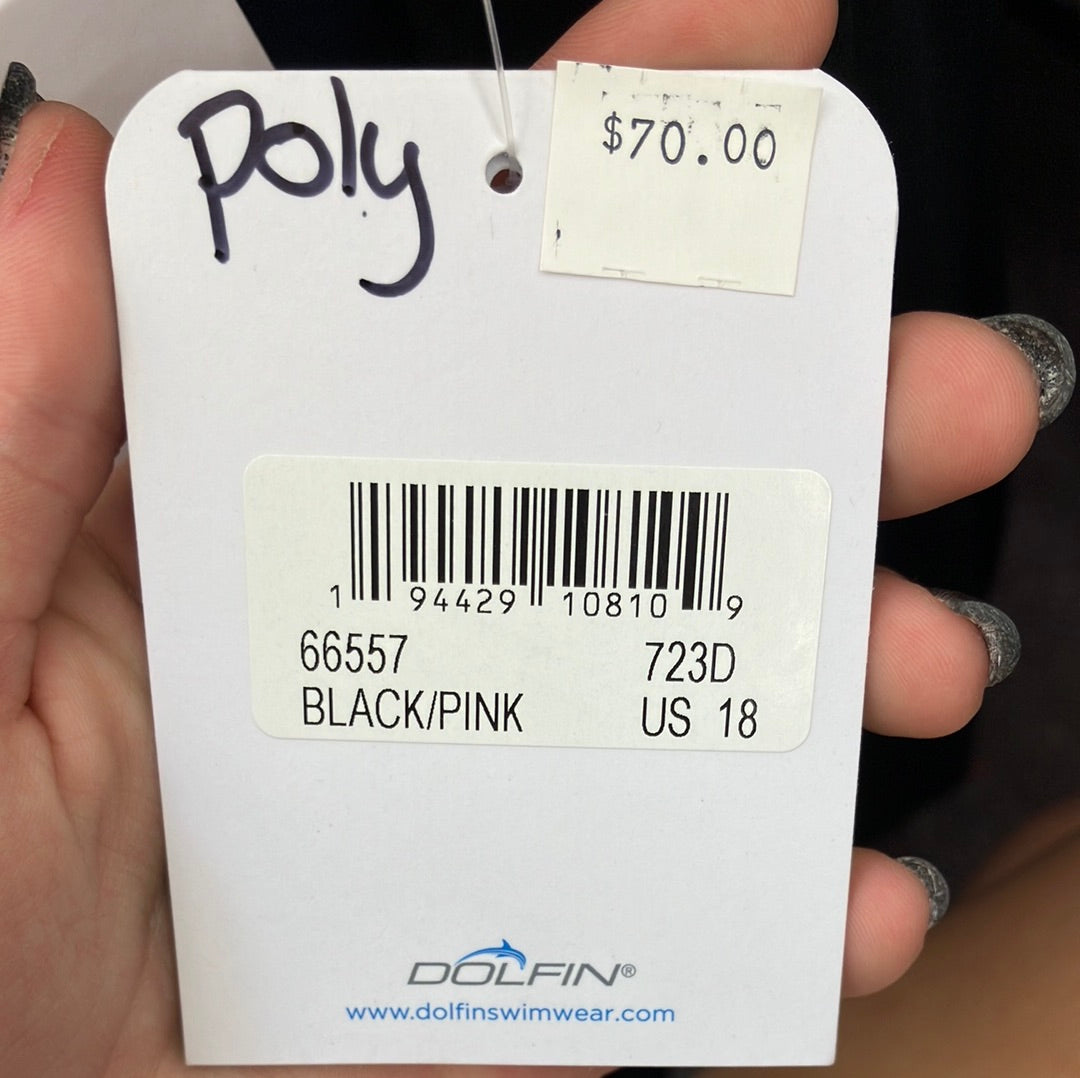 Poly
$70.00
1 94429 10810 9
66557 723D
BLACK/PINK US 18
DOLFIN®
www.dolfinswimwear.com